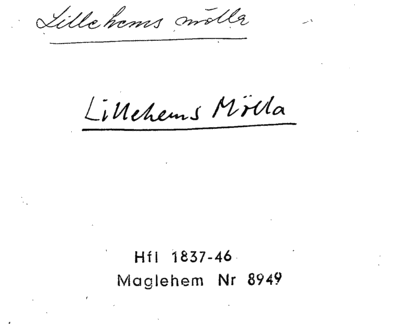 Lillehems mölla
Lillehems Mölla
Hfl 1837-46
Maglehem Nr 8949